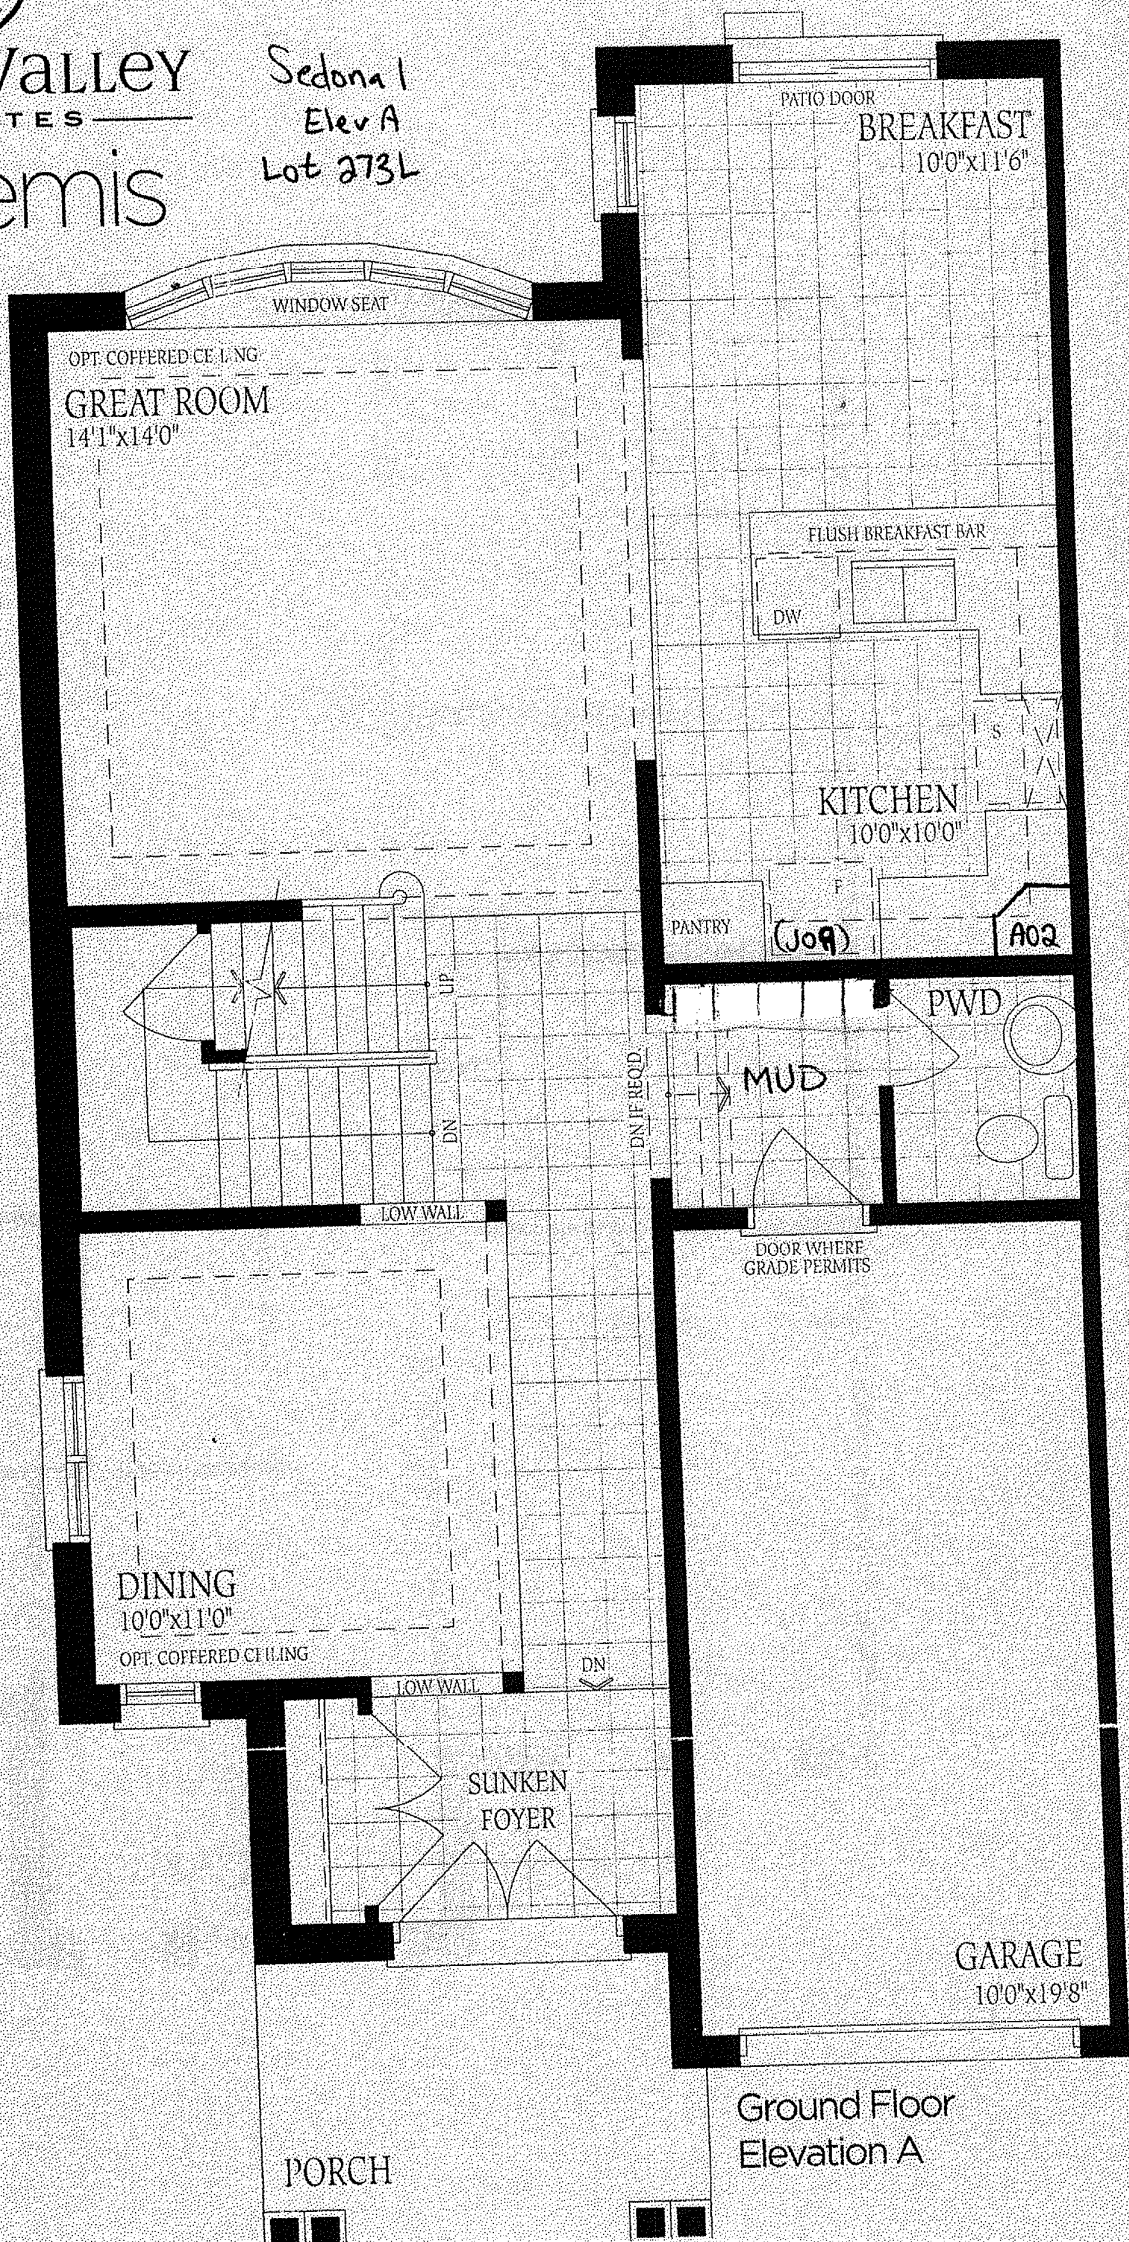 VALLEY
TES
emis
Sedona 1
Elev A
Lot 273L
PATIO DOOR
BREAKFAST
10'0"x11'6"
WINDOW SEAT
OPT. COFFERED CEILING
GREAT ROOM
14'1"x14'0"
FLUSH BREAKFAST BAR
DW
S
KITCHEN
10'0"x10'0"
F
PANTRY
A02
UP
PWD
MUD
DN IF REQ'D
DN
LOW WALL
DOOR WHERE
GRADE PERMITS
DINING
10'0"x11'0"
OPT. COFFERED CEILING
LOW WALL
DN
SUNKEN
FOYER
GARAGE
10'0"x19'8"
Ground Floor
Elevation A
PORCH